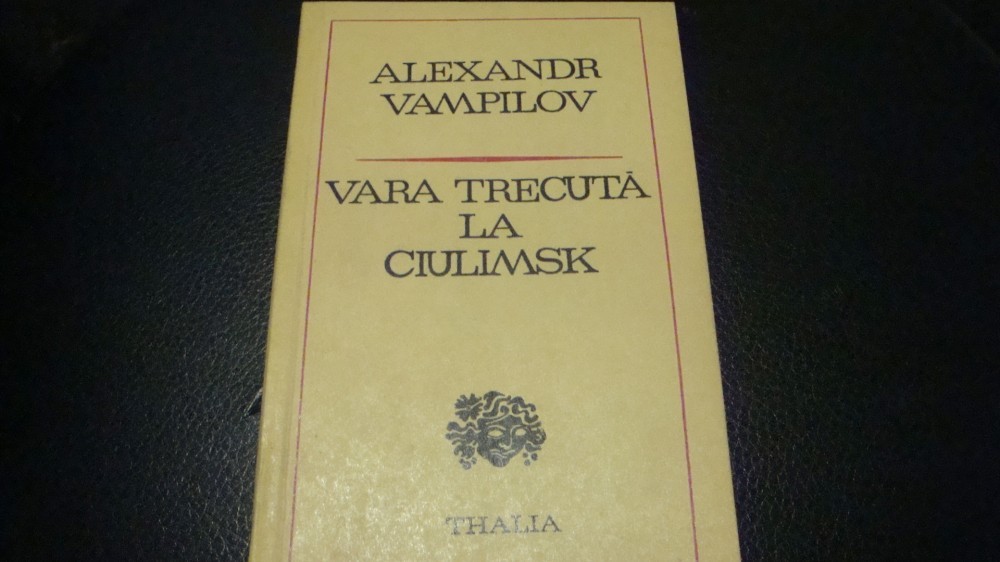 ALEXANDR
VAMPILOV
VARA TRECUTĂ
LA
CIULIMSK
THALIA